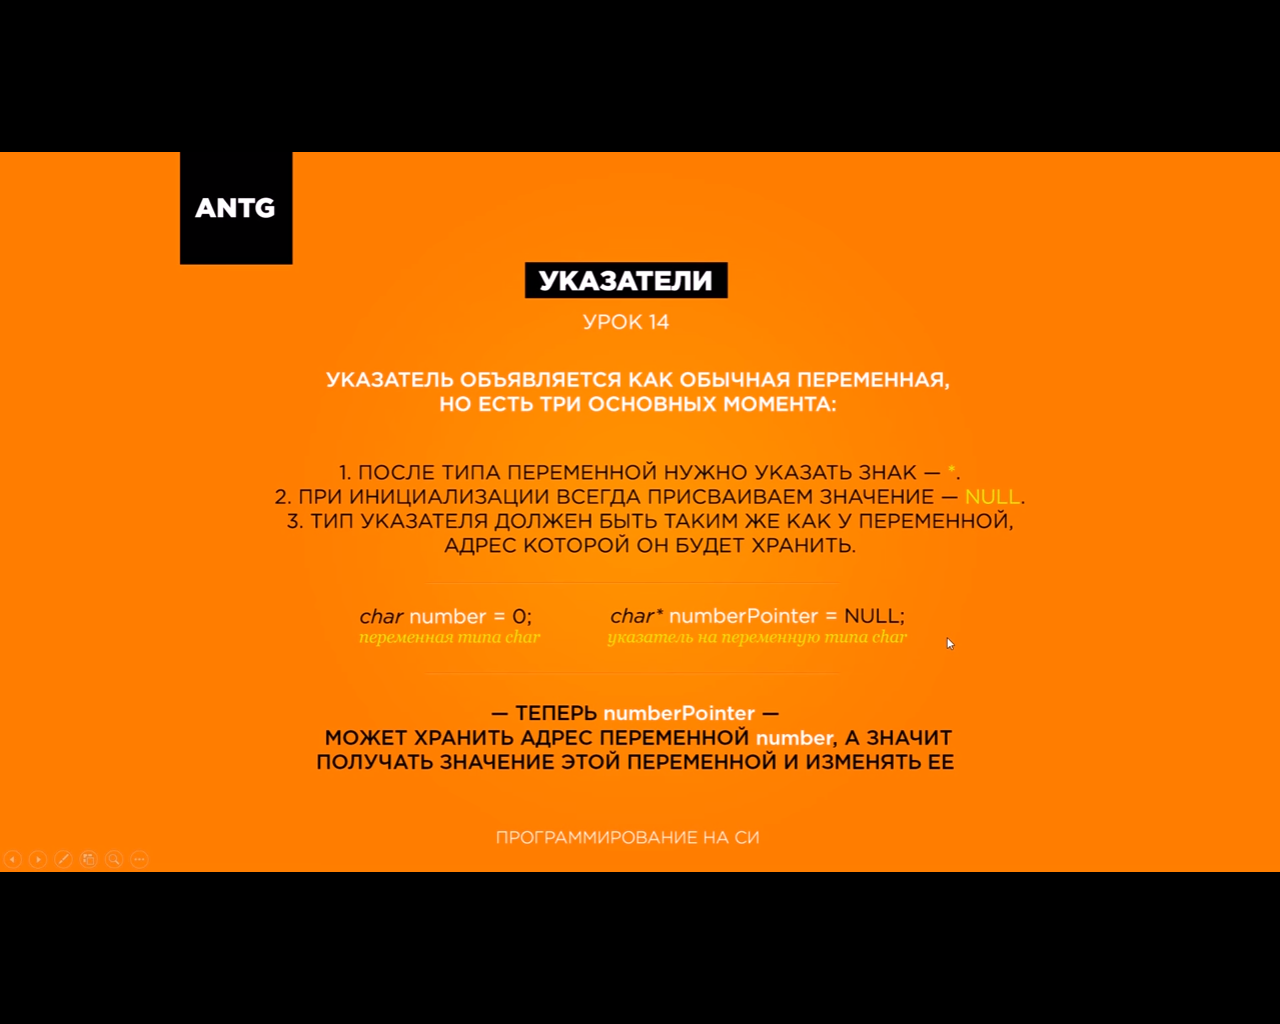 ANTG
УКАЗАТЕЛИ
УРОК 14
УКАЗАТЕЛЬ ОБЪЯВЛЯЕТСЯ КАК ОБЫЧНАЯ ПЕРЕМЕННАЯ,
НО ЕСТЬ ТРИ ОСНОВНЫХ МОМЕНТА:
1. ПОСЛЕ ТИПА ПЕРЕМЕННОЙ НУЖНО УКАЗАТЬ ЗНАК — *.
2. ПРИ ИНИЦИАЛИЗАЦИИ ВСЕГДА ПРИСВАИВАЕМ ЗНАЧЕНИЕ — NULL.
3. ТИП УКАЗАТЕЛЯ ДОЛЖЕН БЫТЬ ТАКИМ ЖЕ КАК У ПЕРЕМЕННОЙ,
АДРЕС КОТОРОЙ ОН БУДЕТ ХРАНИТЬ.
char number = 0;
переменная типа char
char* numberPointer = NULL;
указатель на переменную типа char
— ТЕПЕРЬ numberPointer —
МОЖЕТ ХРАНИТЬ АДРЕС ПЕРЕМЕННОЙ number, А ЗНАЧИТ
ПОЛУЧАТЬ ЗНАЧЕНИЕ ЭТОЙ ПЕРЕМЕННОЙ И ИЗМЕНЯТЬ ЕЕ
ПРОГРАММИРОВАНИЕ НА СИ